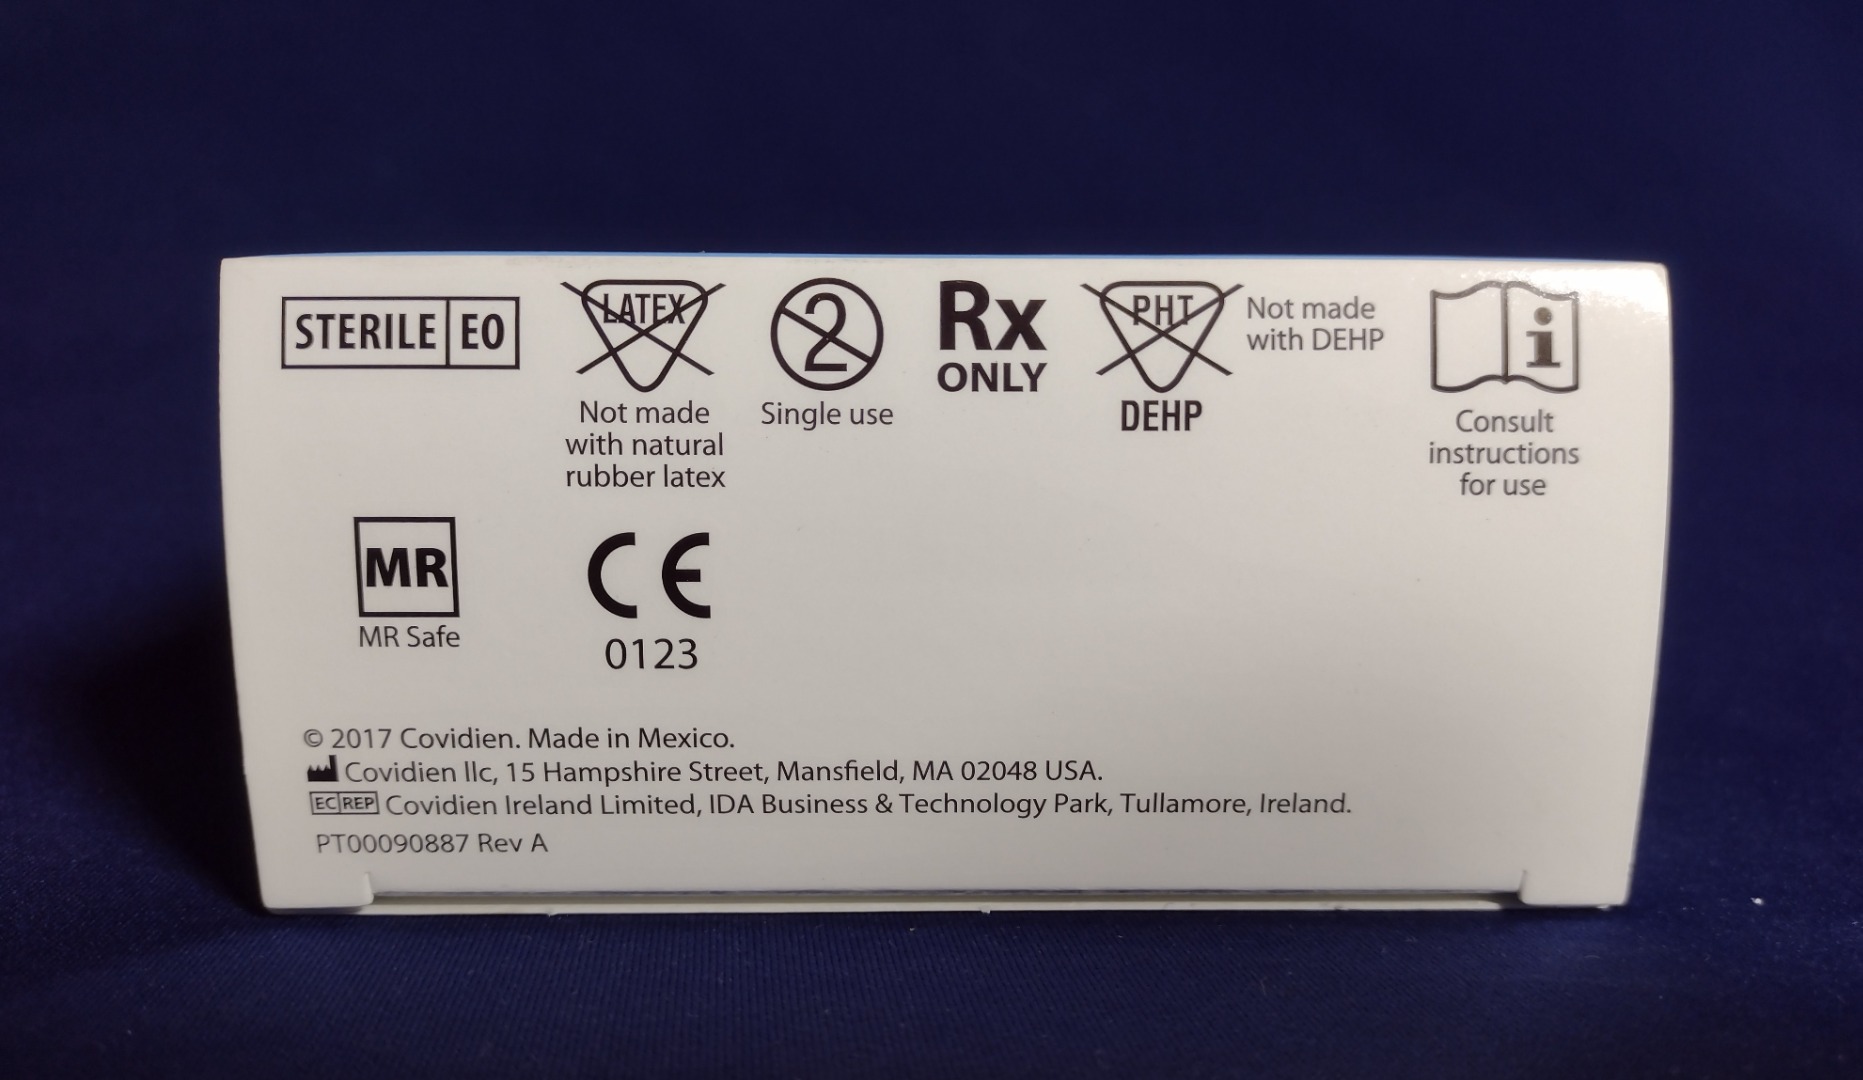 STERILE EO
LATEX
Not made
with natural
rubber latex
2
Single use
Rx
ONLY
PHT
DEHP
Not made
with DEHP
i
Consult
instructions
for use
MR
MR Safe
CE
0123
© 2017 Covidien. Made in Mexico.
Covidien llc, 15 Hampshire Street, Mansfield, MA 02048 USA.
EC REP Covidien Ireland Limited, IDA Business & Technology Park, Tullamore, Ireland.
PT00090887 Rev A